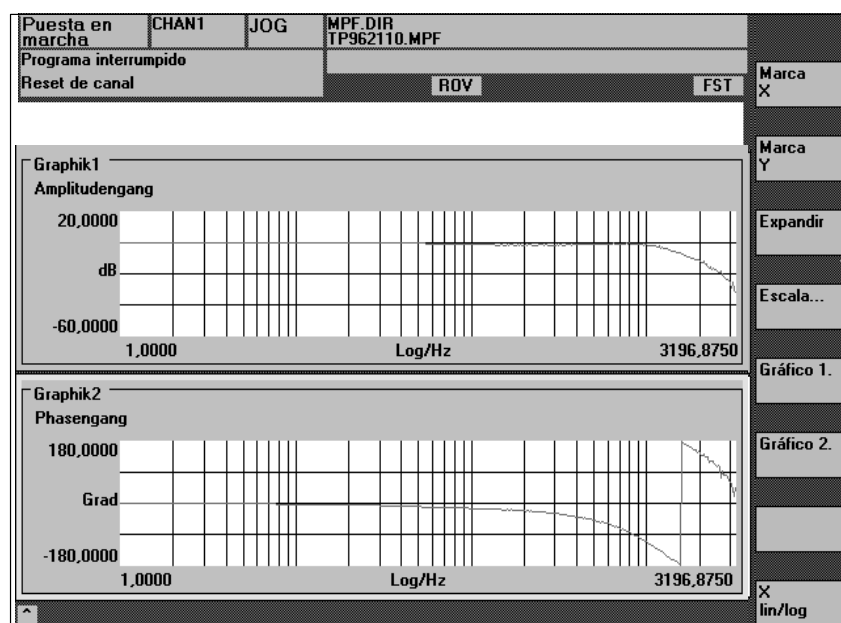 Puesta en
marcha
CHAN1
JOG
MPF.DIR
TP962110.MPF
Programa interrumpido
Reset de canal
ROV
FST
Marca
X
Marca
Y
Expandir
Escala...
Gráfico 1.
Gráfico 2.
X
lin/log
Graphik1
Amplitudengang
20,0000
dB
-60,0000
1,0000
Log/Hz
3196,8750
Graphik2
Phasengang
180,0000
Grad
-180,0000
1,0000
Log/Hz
3196,8750
^